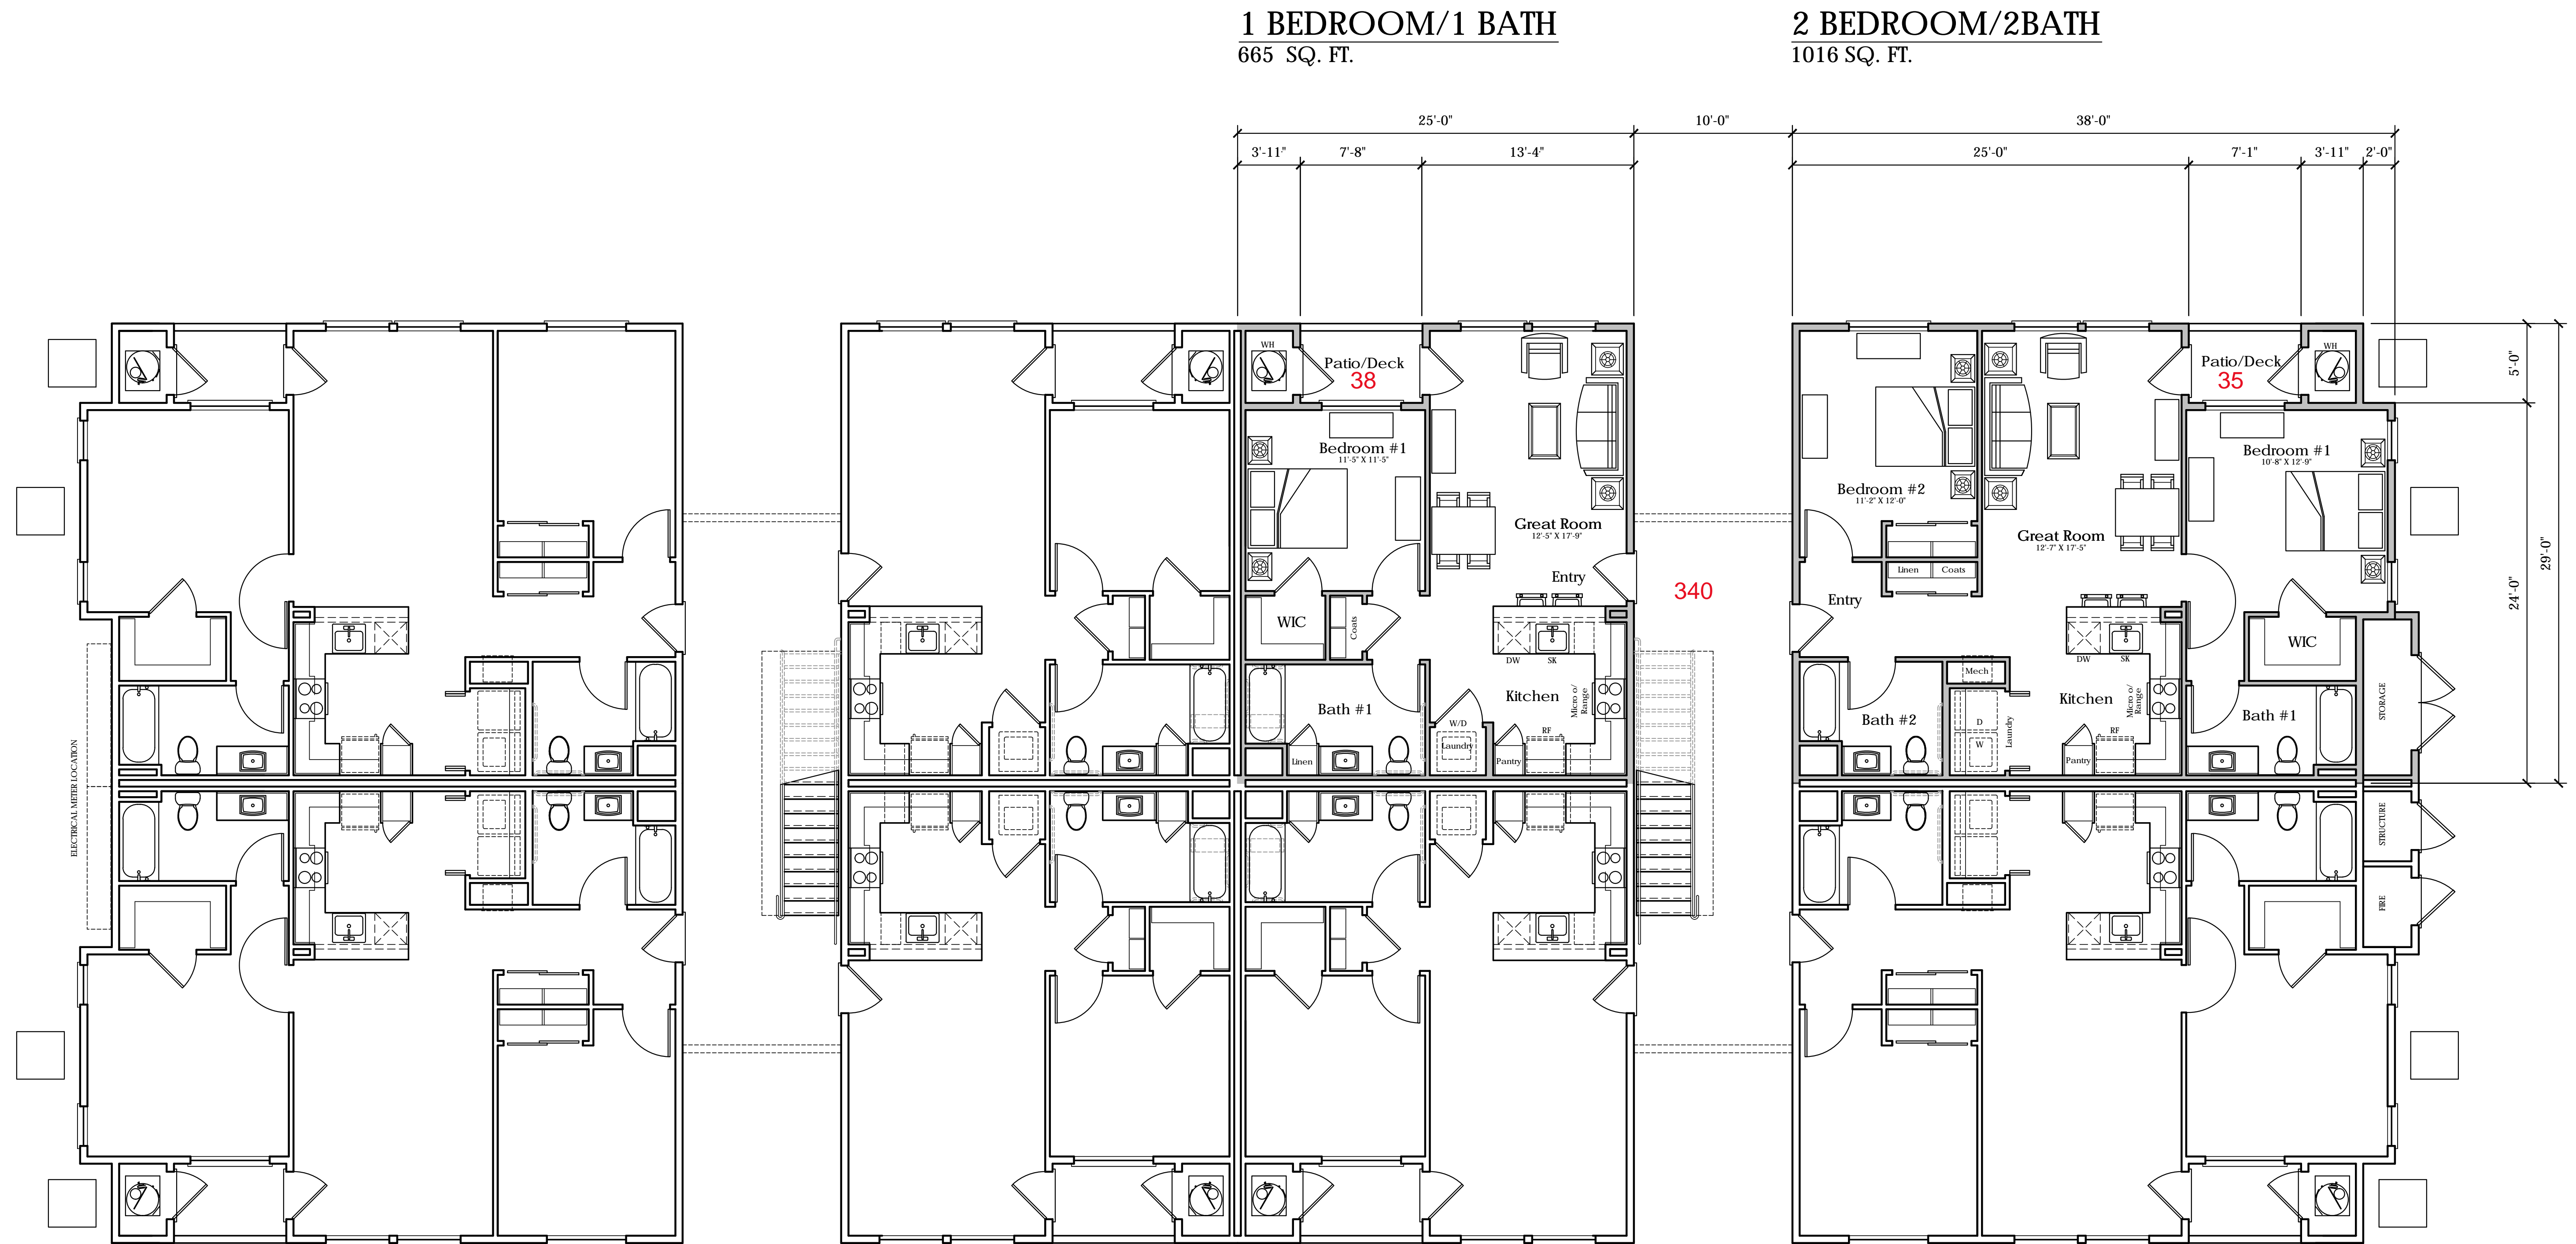 1 BEDROOM/1 BATH
665 SQ. FT.
2 BEDROOM/2BATH
1016 SQ. FT.
25'-0"
10'-0"
38'-0"
3'-11"
7'-8"
13'-4"
25'-0"
7'-1"
3'-11"
2'-0"
5'-0"
24'-0"
29'-0"
WH
Patio/Deck
38
Bedroom #1
11'-5" X 11'-5"
Great Room
12'-5" X 17'-9"
Entry
WIC
Coats
DW
SK
Kitchen
Micro o/
Range
Bath #1
W/D
Laundry
RF
Linen
Pantry
340
Patio/Deck
35
WH
Bedroom #1
10'-8" X 12'-9"
Bedroom #2
11'-2" X 12'-0"
Great Room
12'-7" X 17'-5"
Linen
Coats
Entry
WIC
DW
SK
Mech
Kitchen
Micro o/
Range
Bath #2
D
W
Laundry
RF
Pantry
Bath #1
STORAGE
STRUCTURE
FIRE
ELECTRICAL METER LOCATION